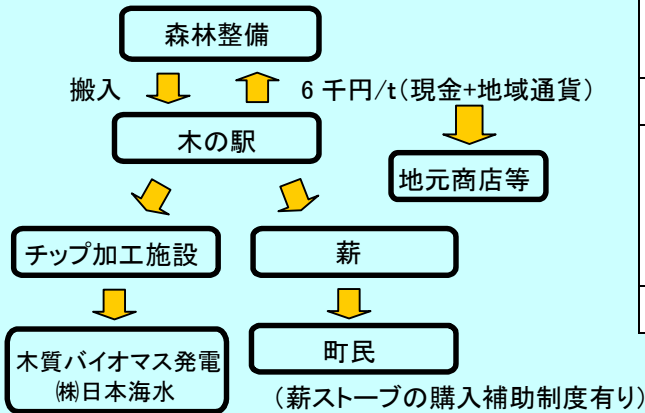 森林整備
搬入
6千円/t(現金+地域通貨)
木の駅
地元商店等
チップ加工施設
薪
木質バイオマス発電
㈱日本海水
町民
(薪ストーブの購入補助制度有り)